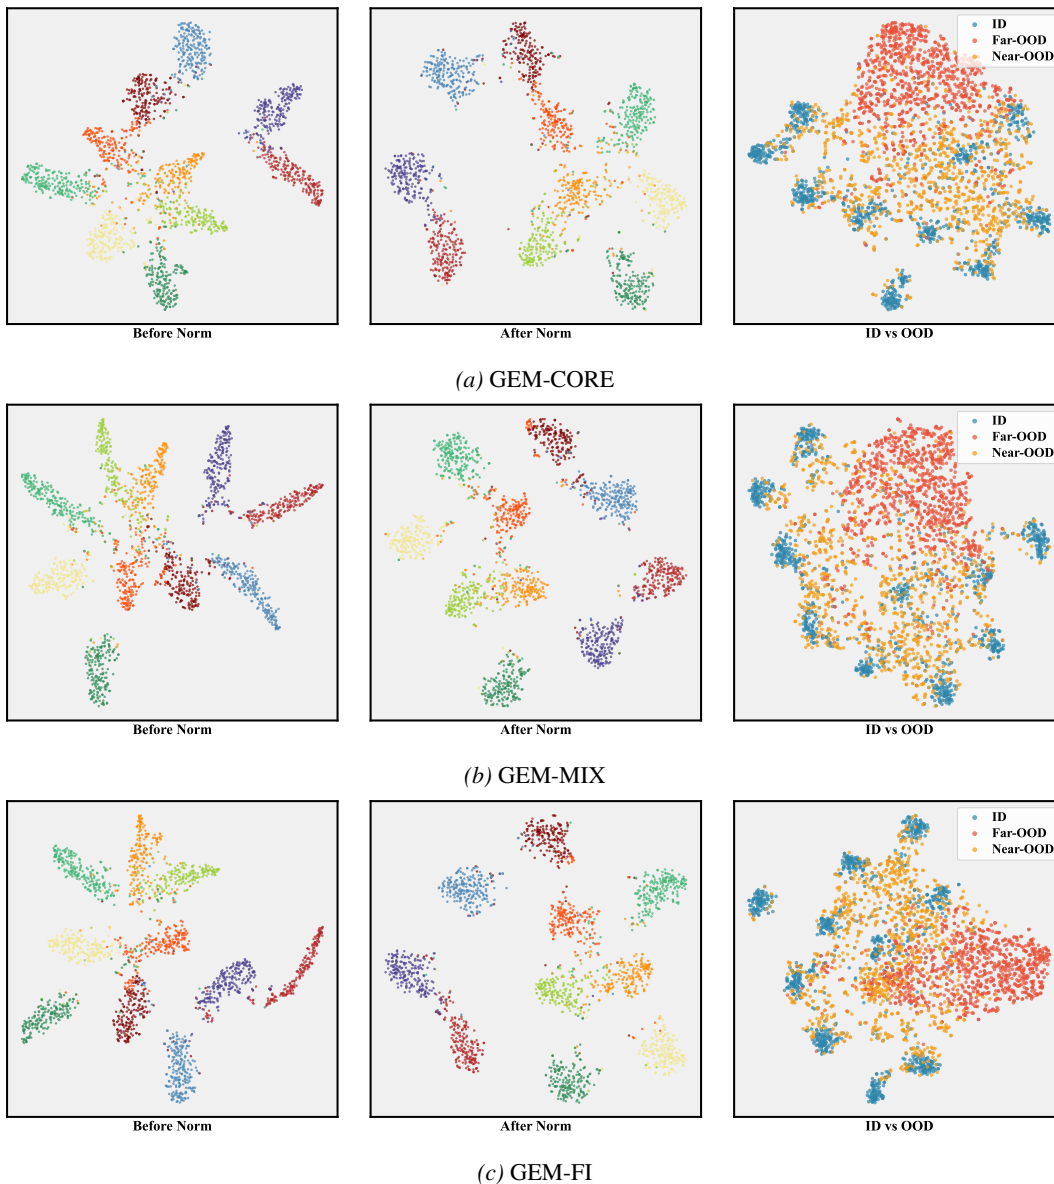 ID
Far-OOD
Near-OOD
Before Norm
After Norm
ID vs OOD
(a) GEM-CORE
ID
Far-OOD
Near-OOD
Before Norm
After Norm
ID vs OOD
(b) GEM-MIX
ID
Far-OOD
Near-OOD
Before Norm
After Norm
ID vs OOD
(c) GEM-FI